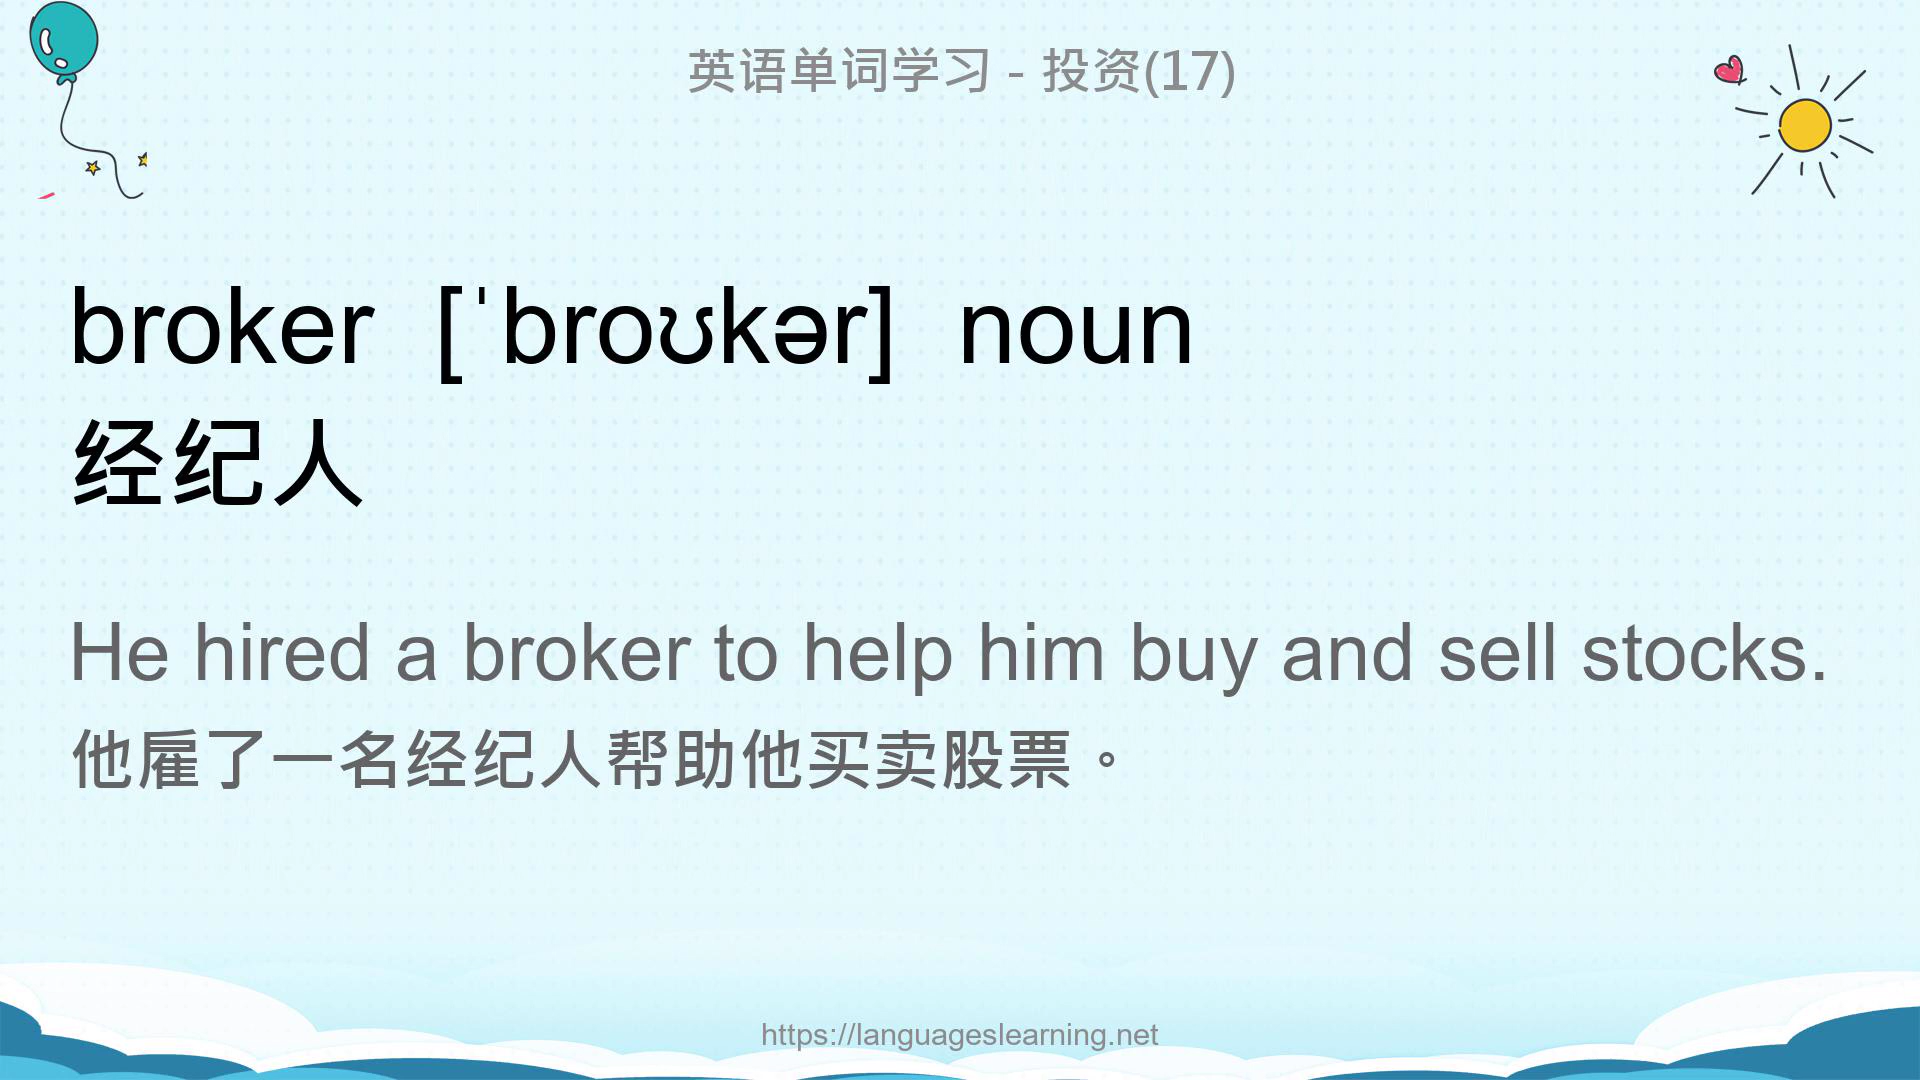 英语单词学习 - 投资(17)
broker [ˈbroʊkər] noun
经纪人
He hired a broker to help him buy and sell stocks.
他雇了一名经纪人帮助他买卖股票。
https://languageslearning.net